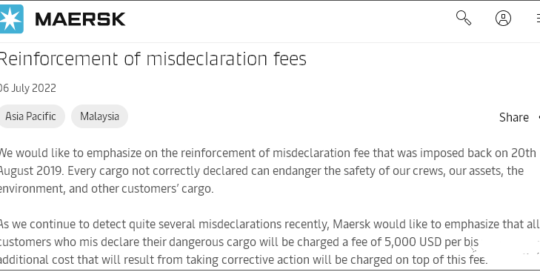 MAERSK
Reinforcement of misdeclaration fees
06 July 2022
Asia Pacific
Malaysia
Share
We would like to emphasize on the reinforcement of misdeclaration fee that was imposed back on 20th
August 2019. Every cargo not correctly declared can endanger the safety of our crews, our assets, the
environment, and other customers' cargo.
As we continue to detect quite several misdeclarations recently, Maersk would like to emphasize that all
customers who mis declare their dangerous cargo will be charged a fee of 5,000 USD per
additional cost that will result from taking corrective action will be charged on top of this fee.